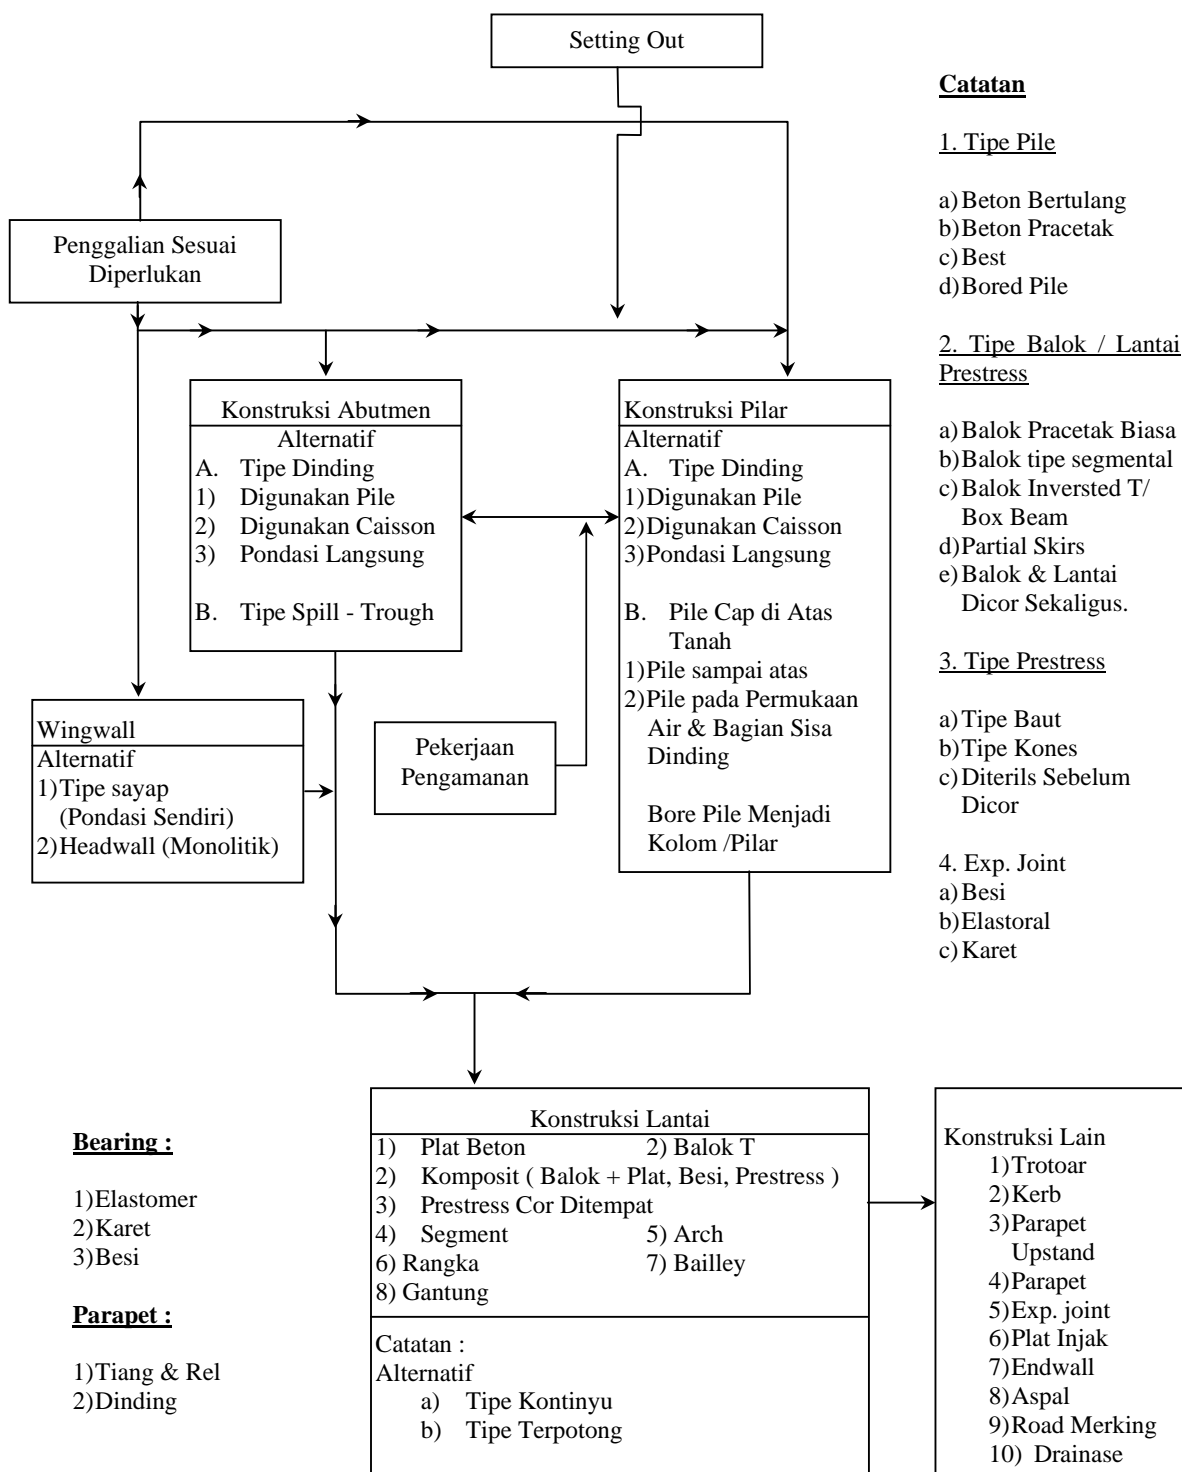 Setting Out
Penggalian Sesuai
Diperlukan
Konstruksi Abutmen
Alternatif
A. Tipe Dinding
1) Digunakan Pile
2) Digunakan Caisson
3) Pondasi Langsung
B. Tipe Spill - Trough
Konstruksi Pilar
Alternatif
A. Tipe Dinding
1)Digunakan Pile
2)Digunakan Caisson
3)Pondasi Langsung
B. Pile Cap di Atas
Tanah
1)Pile sampai atas
2)Pile pada Permukaan
Air & Bagian Sisa
Dinding
Bore Pile Menjadi
Kolom /Pilar
Wingwall
Alternatif
1)Tipe sayap
(Pondasi Sendiri)
2)Headwall (Monolitik)
Pekerjaan
Pengamanan
Catatan
1. Tipe Pile
a)Beton Bertulang
b)Beton Pracetak
c)Best
d)Bored Pile
2. Tipe Balok / Lantai
Prestress
a)Balok Pracetak Biasa
b)Balok tipe segmental
c)Balok Inversted T/
Box Beam
d)Partial Skirs
e)Balok & Lantai
Dicor Sekaligus.
3. Tipe Prestress
a)Tipe Baut
b)Tipe Kones
c)Diterils Sebelum
Dicor
4. Exp. Joint
a)Besi
b)Elastoral
c)Karet
Bearing :
1)Elastomer
2)Karet
3)Besi
Parapet :
1)Tiang & Rel
2)Dinding
Konstruksi Lantai
1) Plat Beton 2) Balok T
2) Komposit ( Balok + Plat, Besi, Prestress )
3) Prestress Cor Ditempat
4) Segment 5) Arch
6) Rangka 7) Bailley
8) Gantung
Catatan :
Alternatif
a) Tipe Kontinyu
b) Tipe Terpotong
Konstruksi Lain
1)Trotoar
2)Kerb
3)Parapet
Upstand
4)Parapet
5)Exp. joint
6)Plat Injak
7)Endwall
8)Aspal
9)Road Merking
10) Drainase